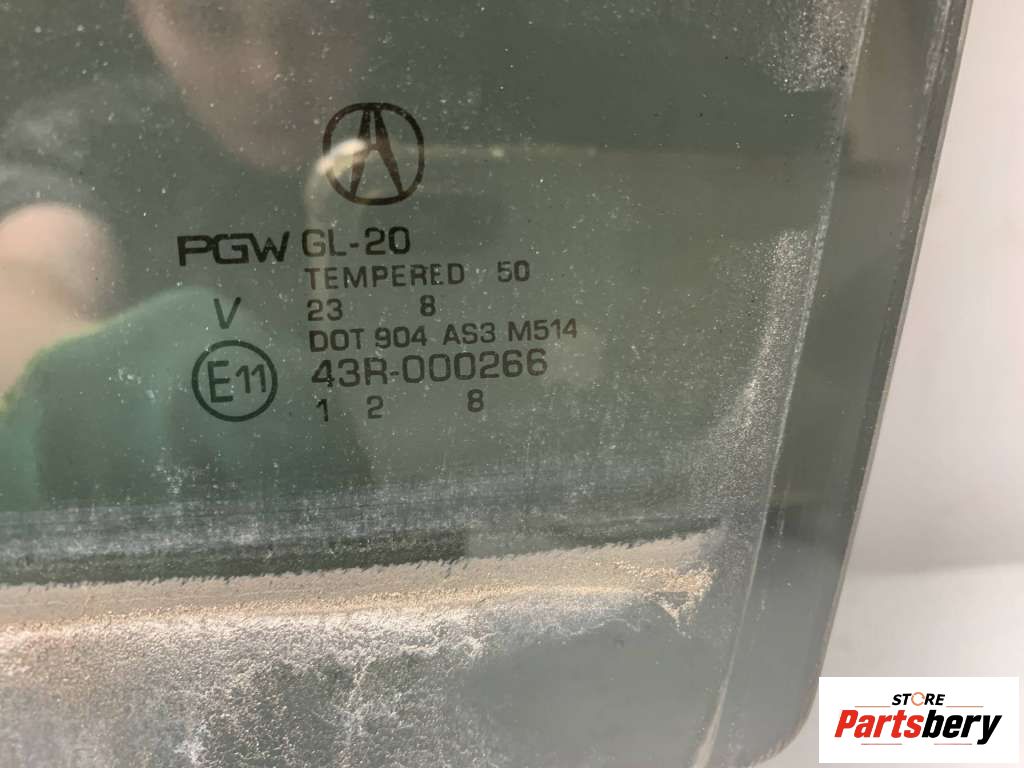 PGW GL-20
TEMPERED 50
V 23 8
DOT 904 AS3 M514
E11 43R-000266
1 2 8
STORE
Partsbery